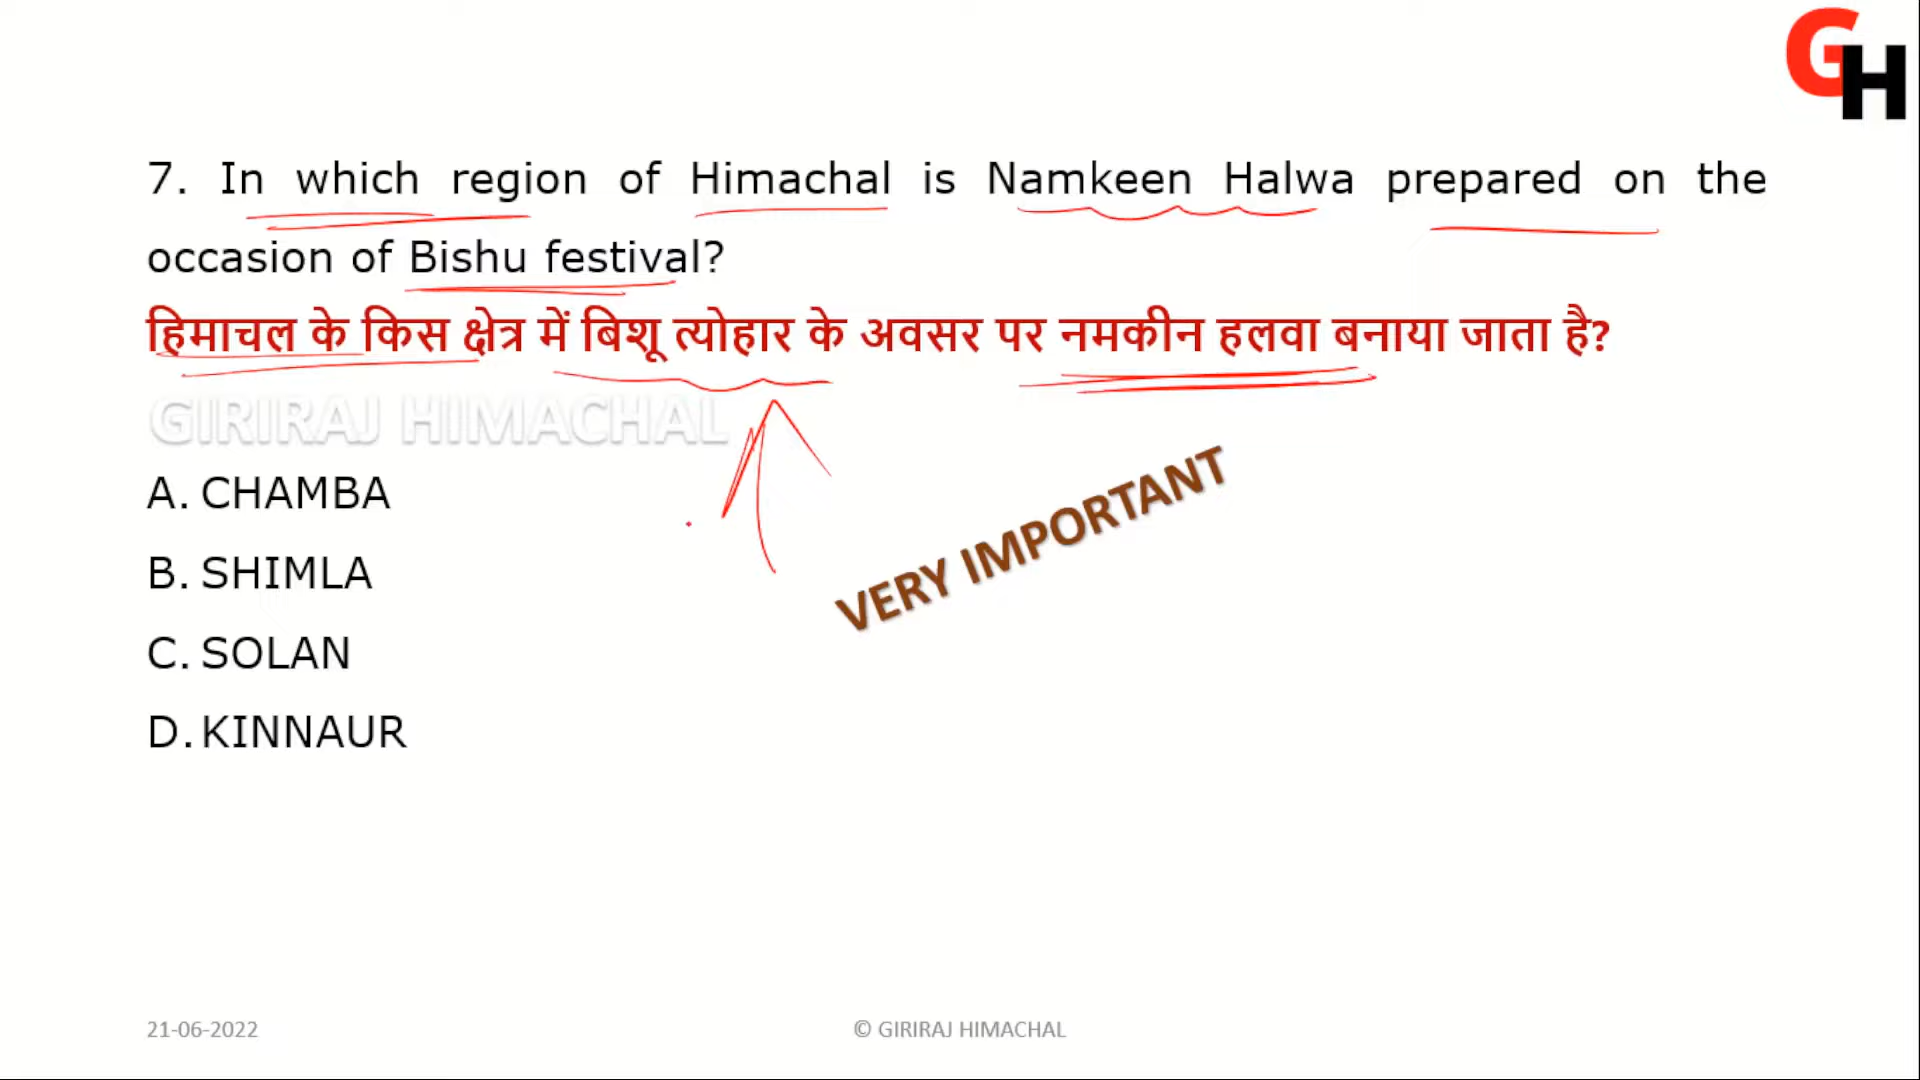 GH
7. In which region of Himachal is Namkeen Halwa prepared on the
occasion of Bishu festival?
हिमाचल के किस क्षेत्र में बिशू त्योहार के अवसर पर नमकीन हलवा बनाया जाता है?
GIRIRAJ HIMACHAL
A. CHAMBA
VERY IMPORTANT
B. SHIMLA
C. SOLAN
D. KINNAUR
21-06-2022
© GIRIRAJ HIMACHAL